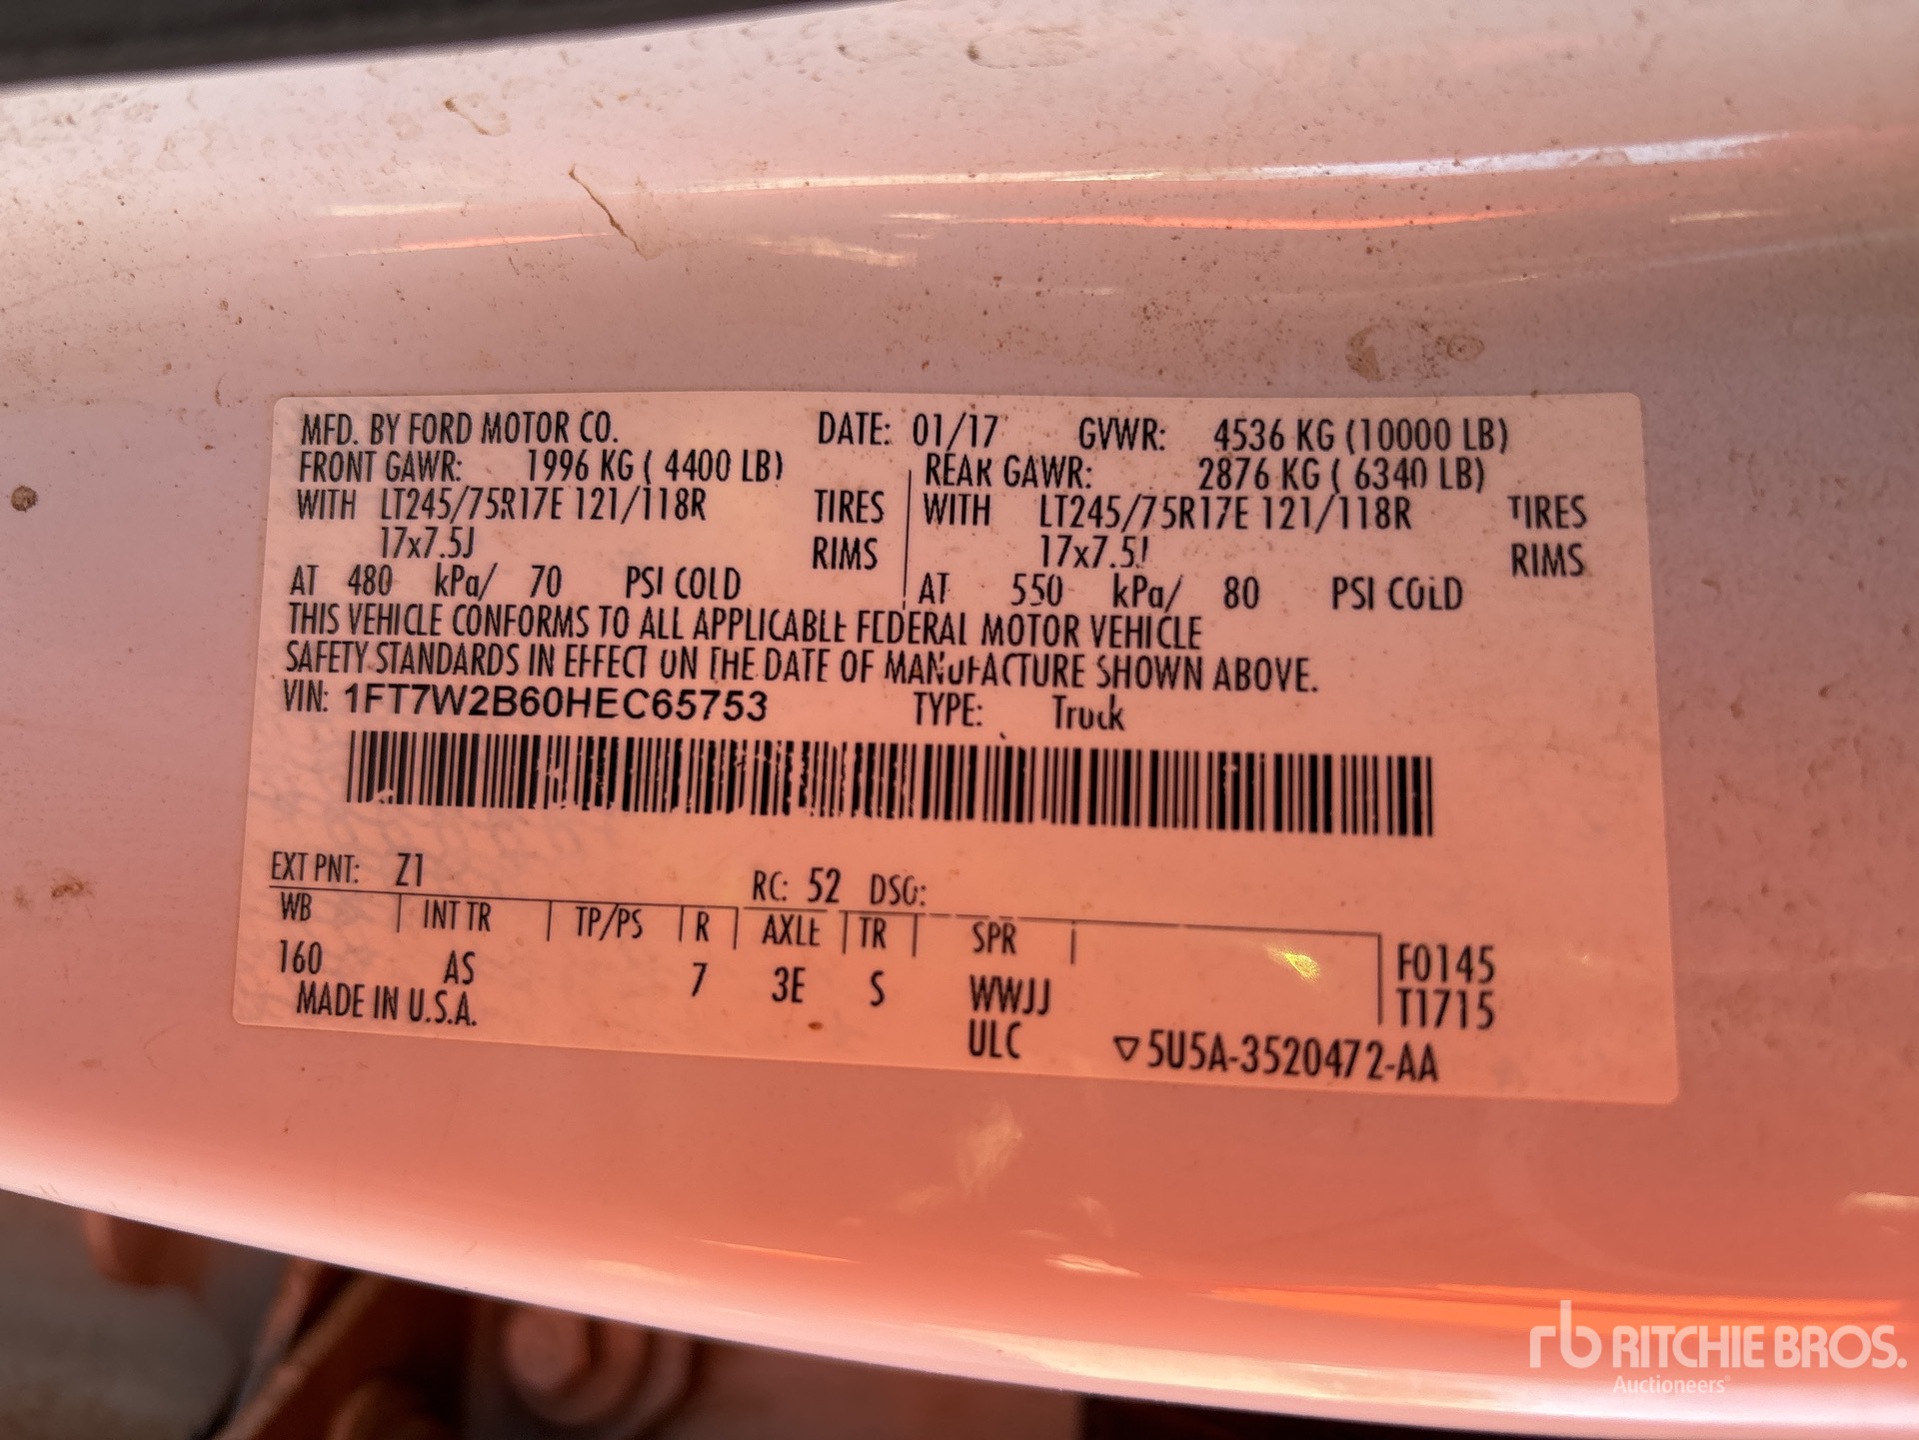 MFD. BY FORD MOTOR CO. DATE: 01/17 GVWR: 4536 KG (10000 LB)
FRONT GAWR: 1996 KG ( 4400 LB) REAR GAWR: 2876 KG ( 6340 LB)
WITH LT245/75R17E 121/118R TIRES WITH LT245/75R17E 121/118R TIRES
17x7.5J RIMS 17x7.5J RIMS
AT 480 kPa/ 70 PSI COLD AT 550 kPa/ 80 PSI COLD
THIS VEHICLE CONFORMS TO ALL APPLICABLE FEDERAL MOTOR VEHICLE
SAFETY STANDARDS IN EFFECT ON THE DATE OF MANUFACTURE SHOWN ABOVE.
VIN: 1FT7W2B60HEC65753 TYPE: Truck
EXT PNT: Z1 RC: 52 DSO:
WB INT TR TP/PS R AXLE TR SPR
160 AS 7 3E S WWJJ F0145
MADE IN U.S.A. ULC T1715
▽5U5A-3520472-AA
rb RITCHIE BROS.
Auctioneers®